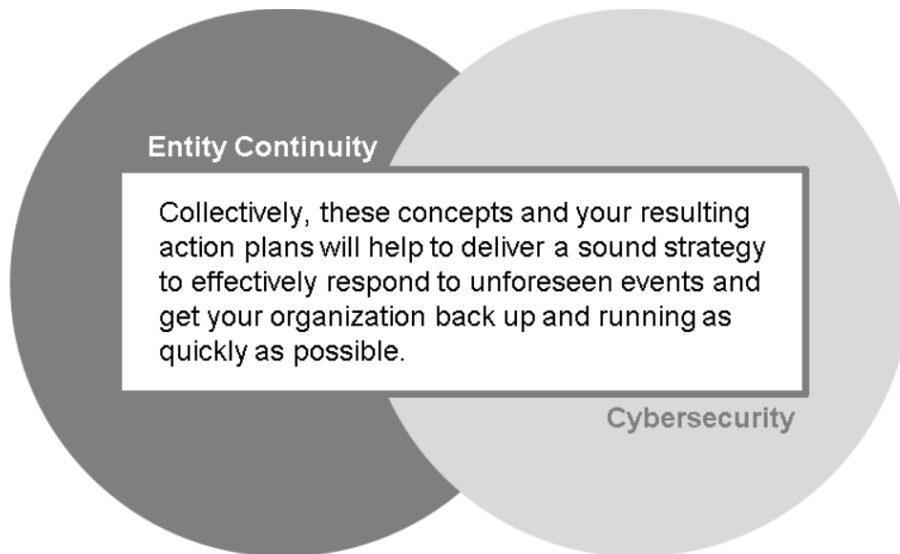 Entity Continuity
Collectively, these concepts and your resulting
action plans will help to deliver a sound strategy
to effectively respond to unforeseen events and
get your organization back up and running as
quickly as possible.
Cybersecurity